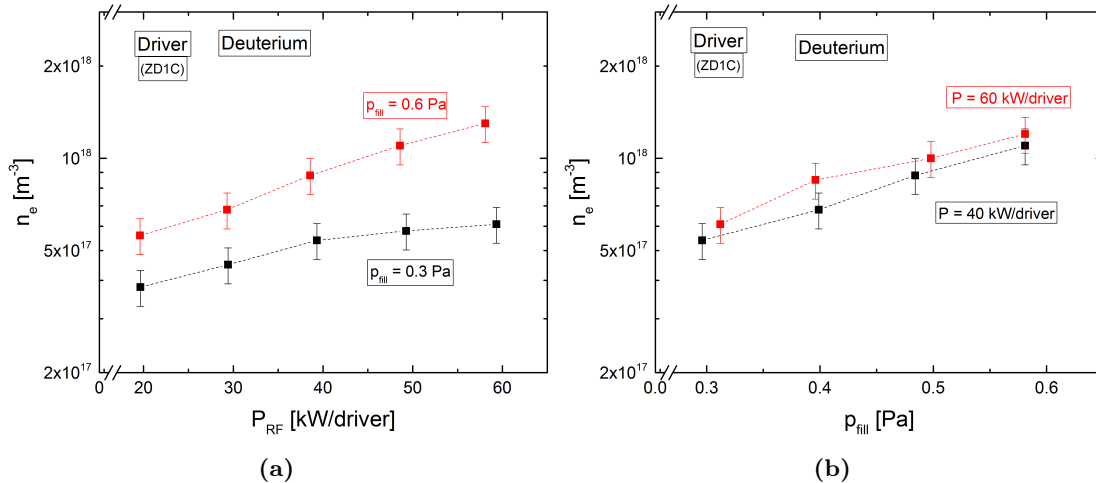 Driver
(ZD1C)
Deuterium
p_fill = 0.6 Pa
p_fill = 0.3 Pa
n_e [m^-3]
2x10^18
10^18
5x10^17
2x10^17
0 20 30 40 50 60
P_RF [kW/driver]
(a)
Driver
(ZD1C)
Deuterium
P = 60 kW/driver
P = 40 kW/driver
n_e [m^-3]
2x10^18
10^18
5x10^17
2x10^17
0.0 0.3 0.4 0.5 0.6
p_fill [Pa]
(b)